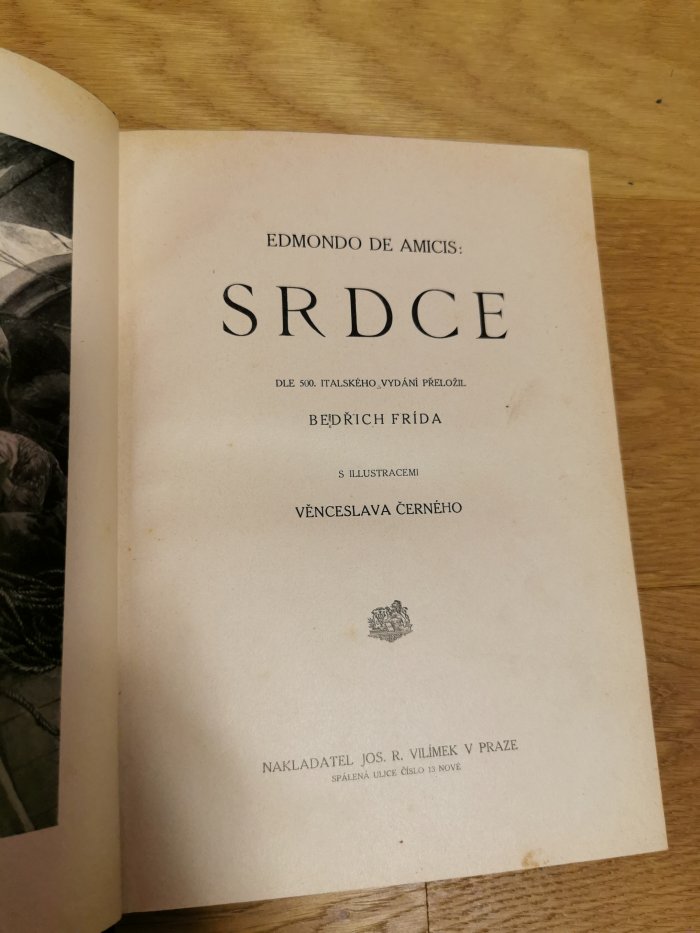 EDMONDO DE AMICIS:
SRDCE
DLE 500. ITALSKÉHO VYDÁNÍ PŘELOŽIL
BEDŘICH FRÍDA
S ILLUSTRACEMI
VĚNCESLAVA ČERNÉHO
NAKLADATEL JOS. R. VILÍMEK V PRAZE
SPÁLENÁ ULICE ČÍSLO 13 NOVÉ